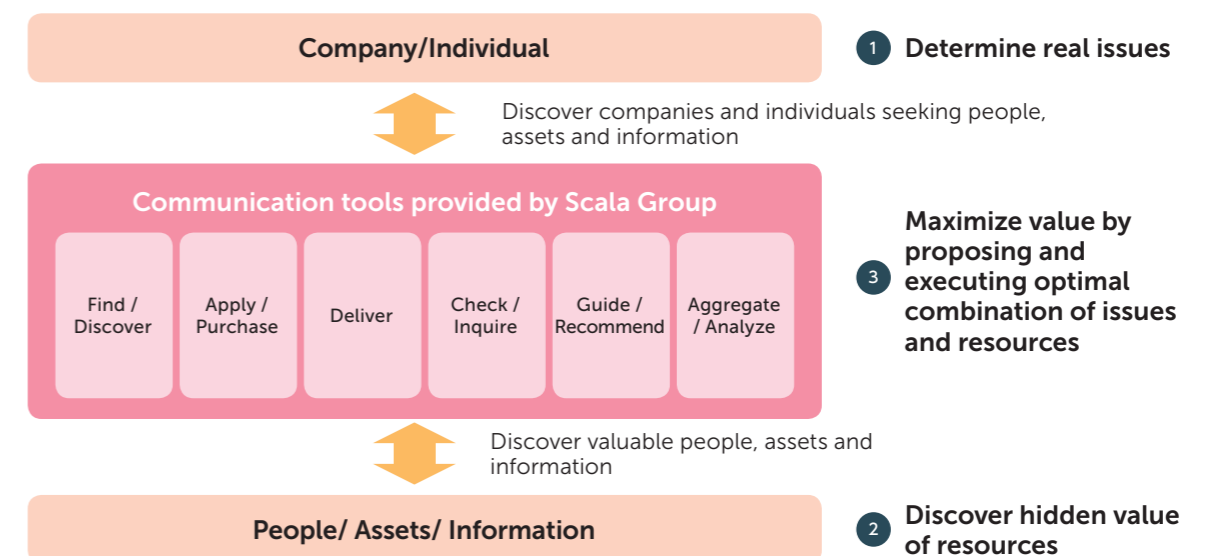 Company/Individual
1 Determine real issues
Discover companies and individuals seeking people,
assets and information
Communication tools provided by Scala Group
Find /
Discover
Apply /
Purchase
Deliver
Check /
Inquire
Guide /
Recommend
Aggregate
/ Analyze
3
Maximize value by
proposing and
executing optimal
combination of issues
and resources
Discover valuable people, assets and
information
People/ Assets/ Information
2
Discover hidden value
of resources